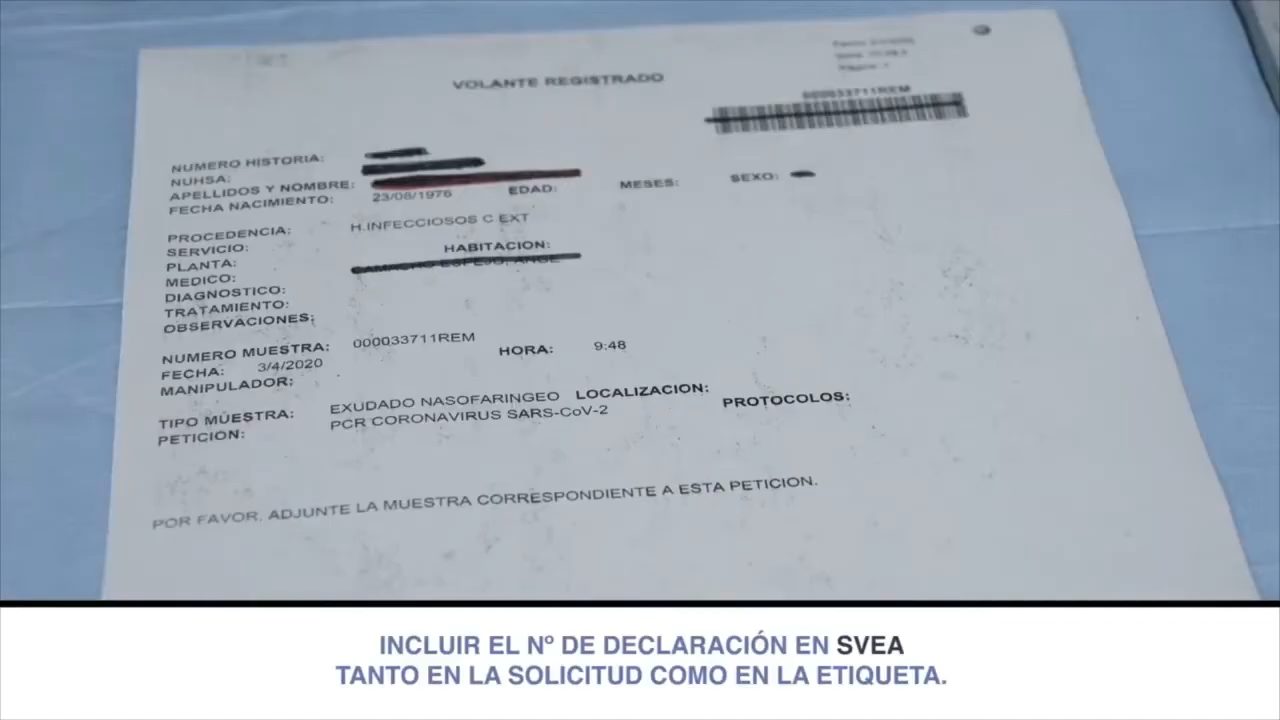 VOLANTE REGISTRADO
000033711REM
NUMERO HISTORIA:
NUHSA:
APELLIDOS Y NOMBRE:
FECHA NACIMIENTO: 23/08/1976 EDAD: MESES: SEXO:
PROCEDENCIA: H.INFECCIOSOS C EXT
SERVICIO:
PLANTA: HABITACION:
MEDICO:
DIAGNOSTICO:
TRATAMIENTO:
OBSERVACIONES:
NUMERO MUESTRA: 000033711REM
FECHA: 3/4/2020 HORA: 9:48
MANIPULADOR:
TIPO MUESTRA: EXUDADO NASOFARINGEO LOCALIZACION:
PETICION: PCR CORONAVIRUS SARS-CoV-2 PROTOCOLOS:
POR FAVOR. ADJUNTE LA MUESTRA CORRESPONDIENTE A ESTA PETICION.
INCLUIR EL Nº DE DECLARACIÓN EN SVEA
TANTO EN LA SOLICITUD COMO EN LA ETIQUETA.